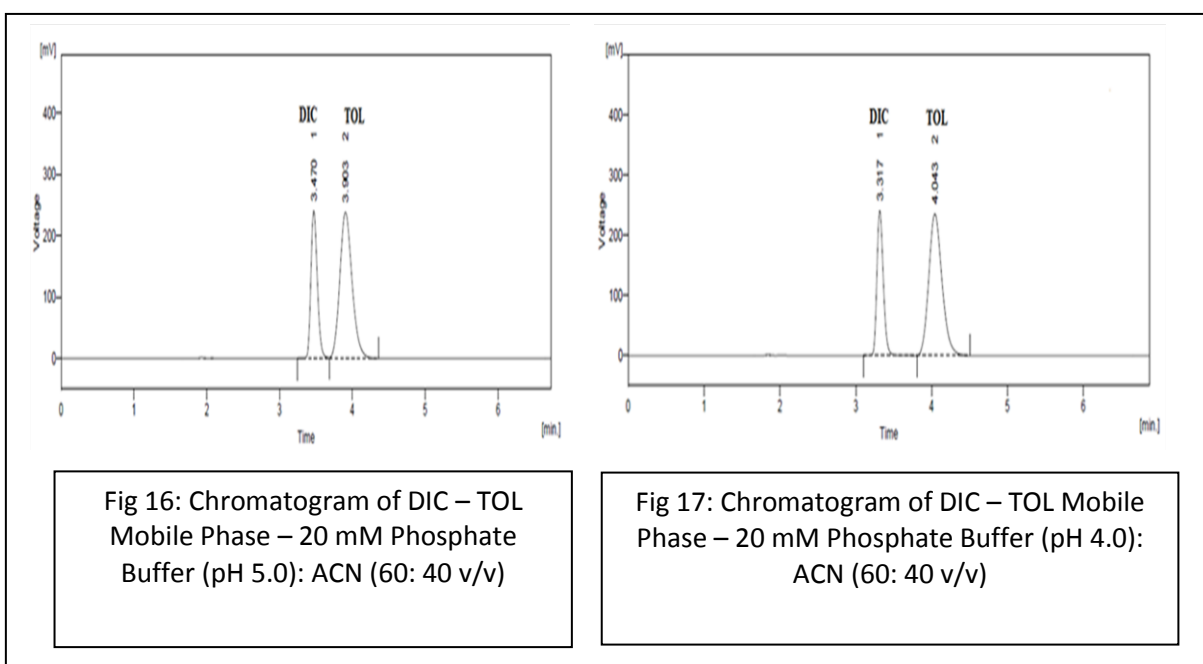 [mV]
400
300
200
100
0
Voltage
DIC TOL
3.470 1
3.903 2
0 1 2 3 4 5 6
Time
[min.]
[mV]
400
300
200
100
0
Voltage
DIC TOL
3.317 1
4.043 2
0 1 2 3 4 5 6
Time
[min.]
Fig 16: Chromatogram of DIC – TOL
Mobile Phase – 20 mM Phosphate
Buffer (pH 5.0): ACN (60: 40 v/v)
Fig 17: Chromatogram of DIC – TOL Mobile
Phase – 20 mM Phosphate Buffer (pH 4.0):
ACN (60: 40 v/v)